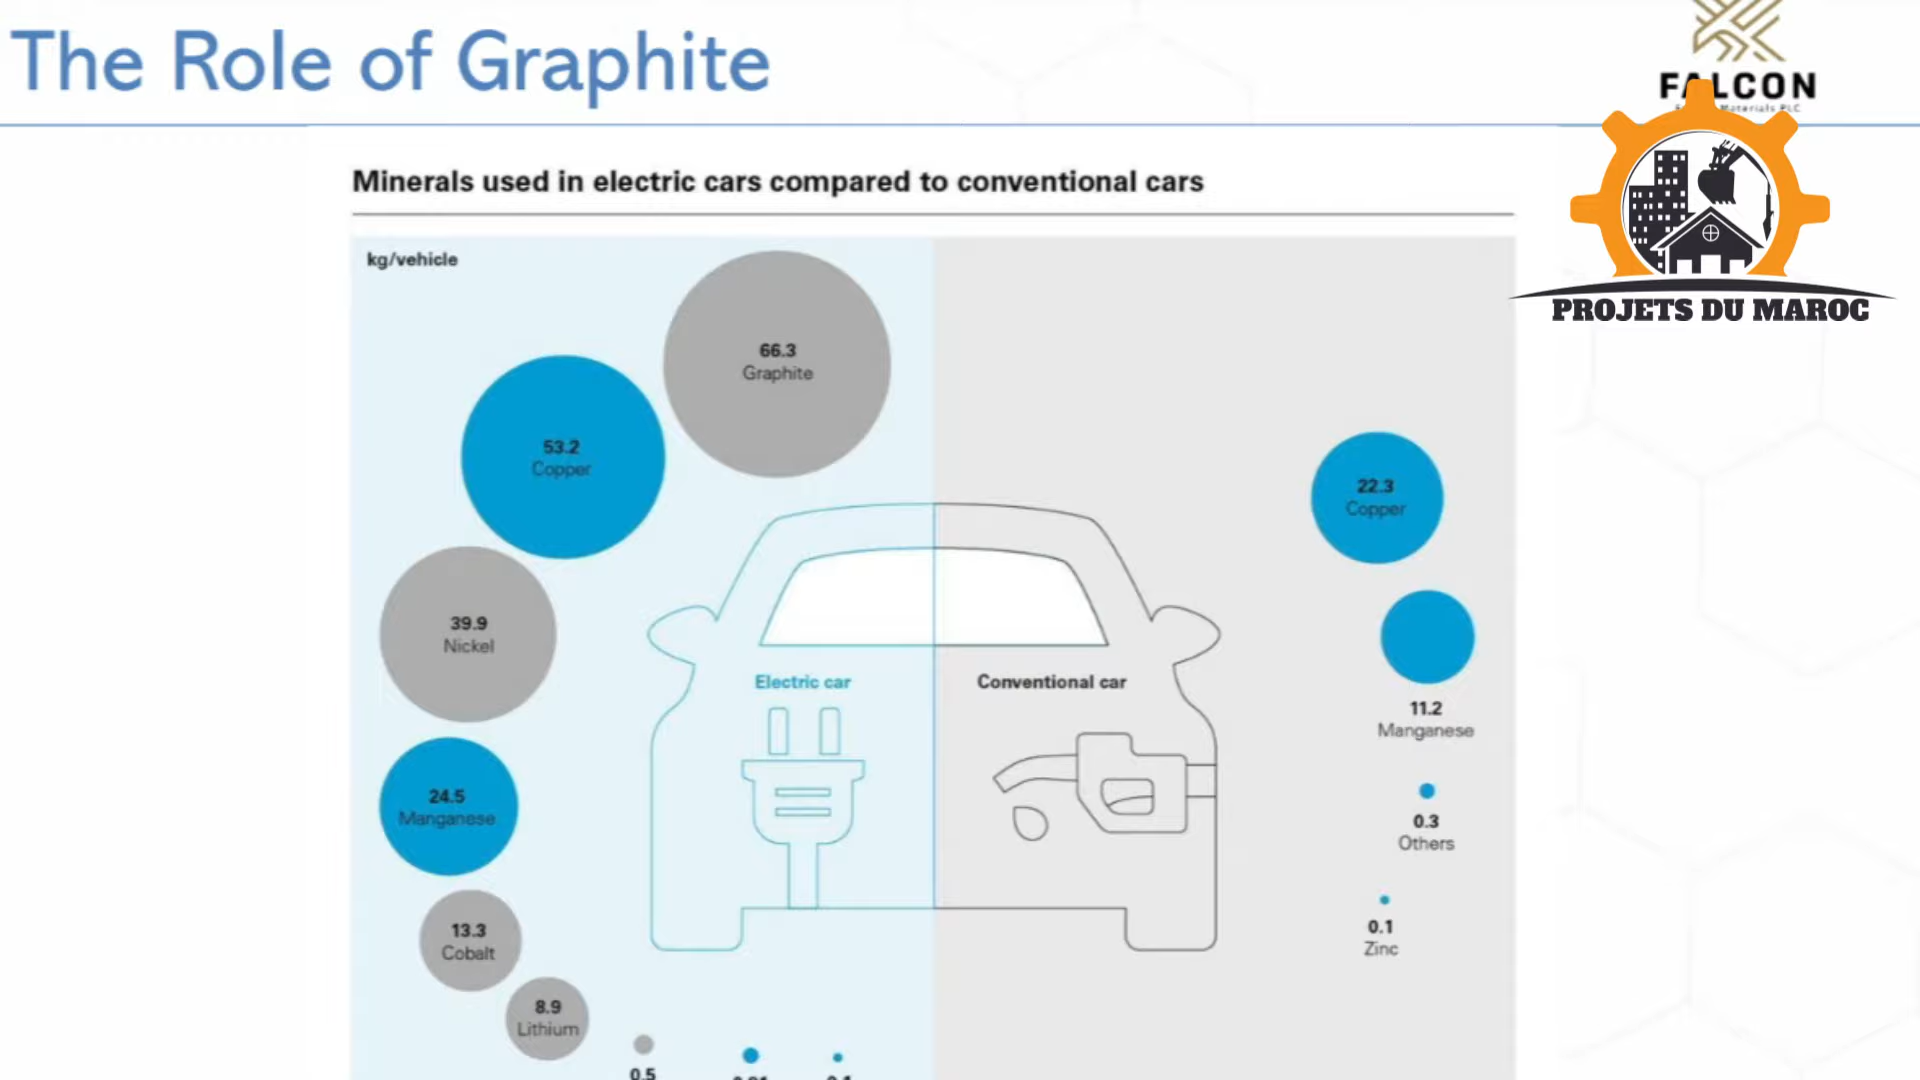 The Role of Graphite
FALCON
Materials PLC
PROJETS DU MAROC
Minerals used in electric cars compared to conventional cars
kg/vehicle
66.3
Graphite
53.2
Copper
39.9
Nickel
24.5
Manganese
13.3
Cobalt
8.9
Lithium
0.5
Electric car
Conventional car
22.3
Copper
11.2
Manganese
0.3
Others
0.1
Zinc